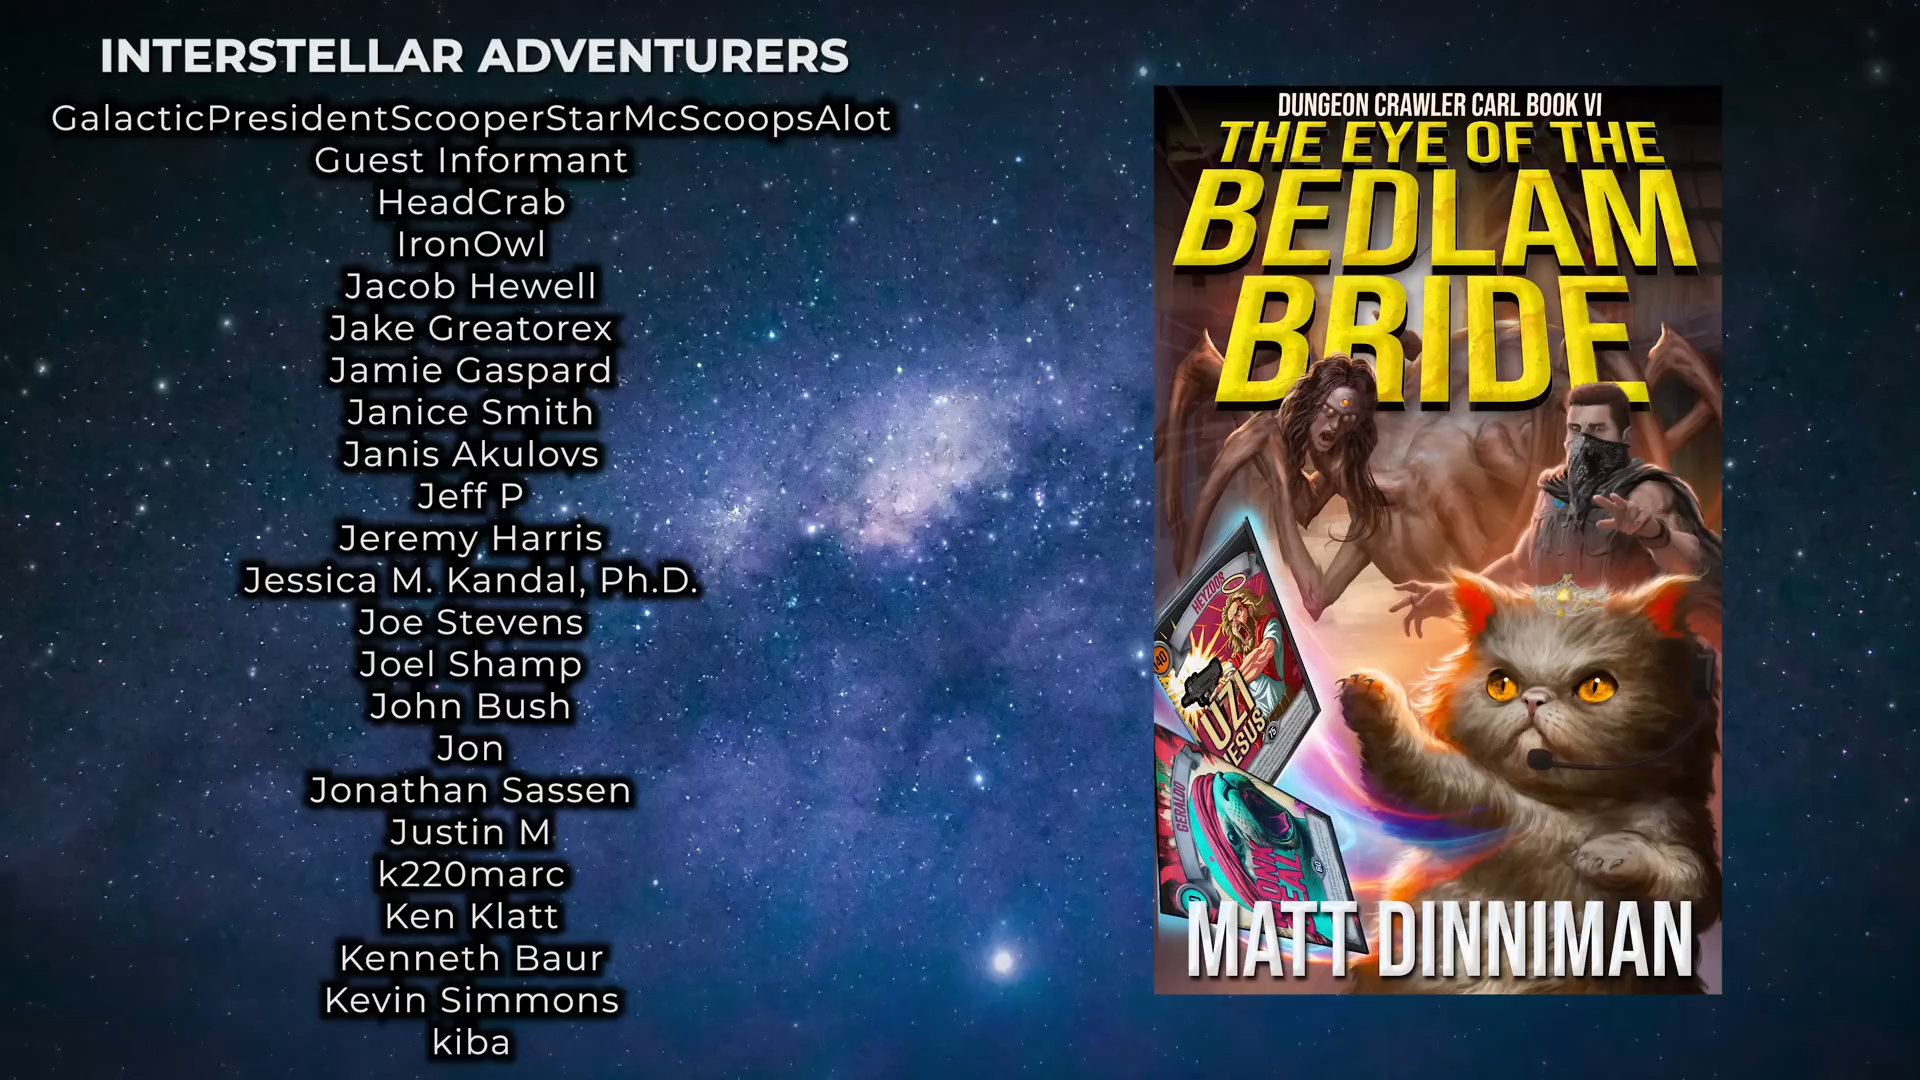 INTERSTELLAR ADVENTURERS
GalacticPresidentScooperStarMcScoopsAlot
Guest Informant
HeadCrab
IronOwl
Jacob Hewell
Jake Greatorex
Jamie Gaspard
Janice Smith
Janis Akulovs
Jeff P
Jeremy Harris
Jessica M. Kandal, Ph.D.
Joe Stevens
Joel Shamp
John Bush
Jon
Jonathan Sassen
Justin M
k220marc
Ken Klatt
Kenneth Baur
Kevin Simmons
kiba
DUNGEON CRAWLER CARL BOOK VI
THE EYE OF THE
BEDLAM
BRIDE
HEYZOOS
UZI
JESUS
75
GERALDO
60
MATT DINNIMAN